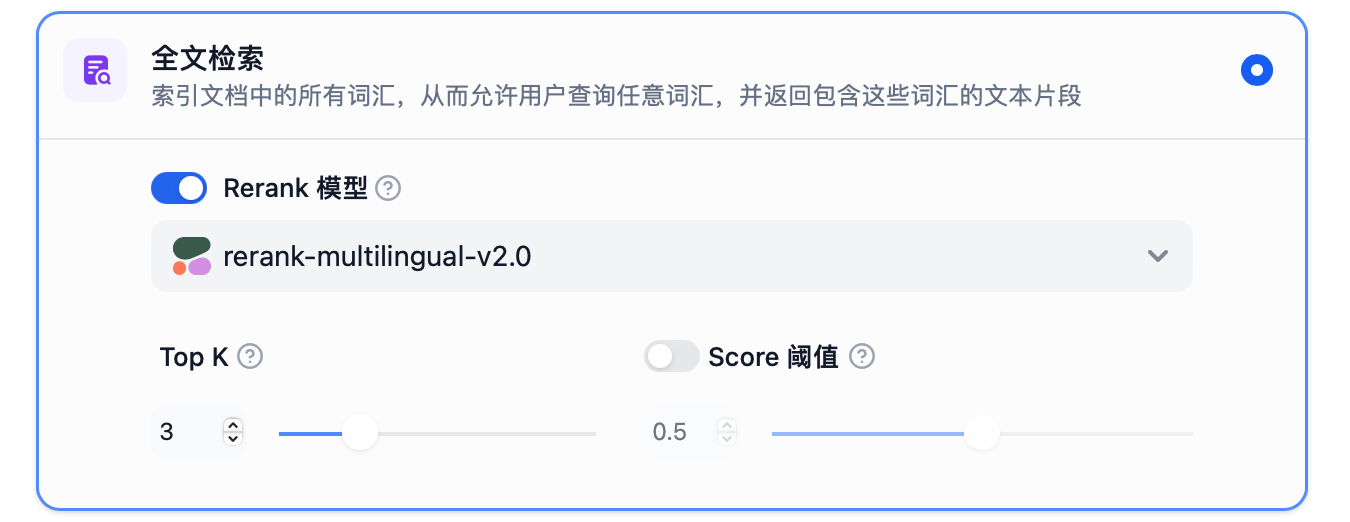 全文检索
索引文档中的所有词汇，从而允许用户查询任意词汇，并返回包含这些词汇的文本片段
Rerank 模型
rerank-multilingual-v2.0
Top K
Score 阈值
3
0.5